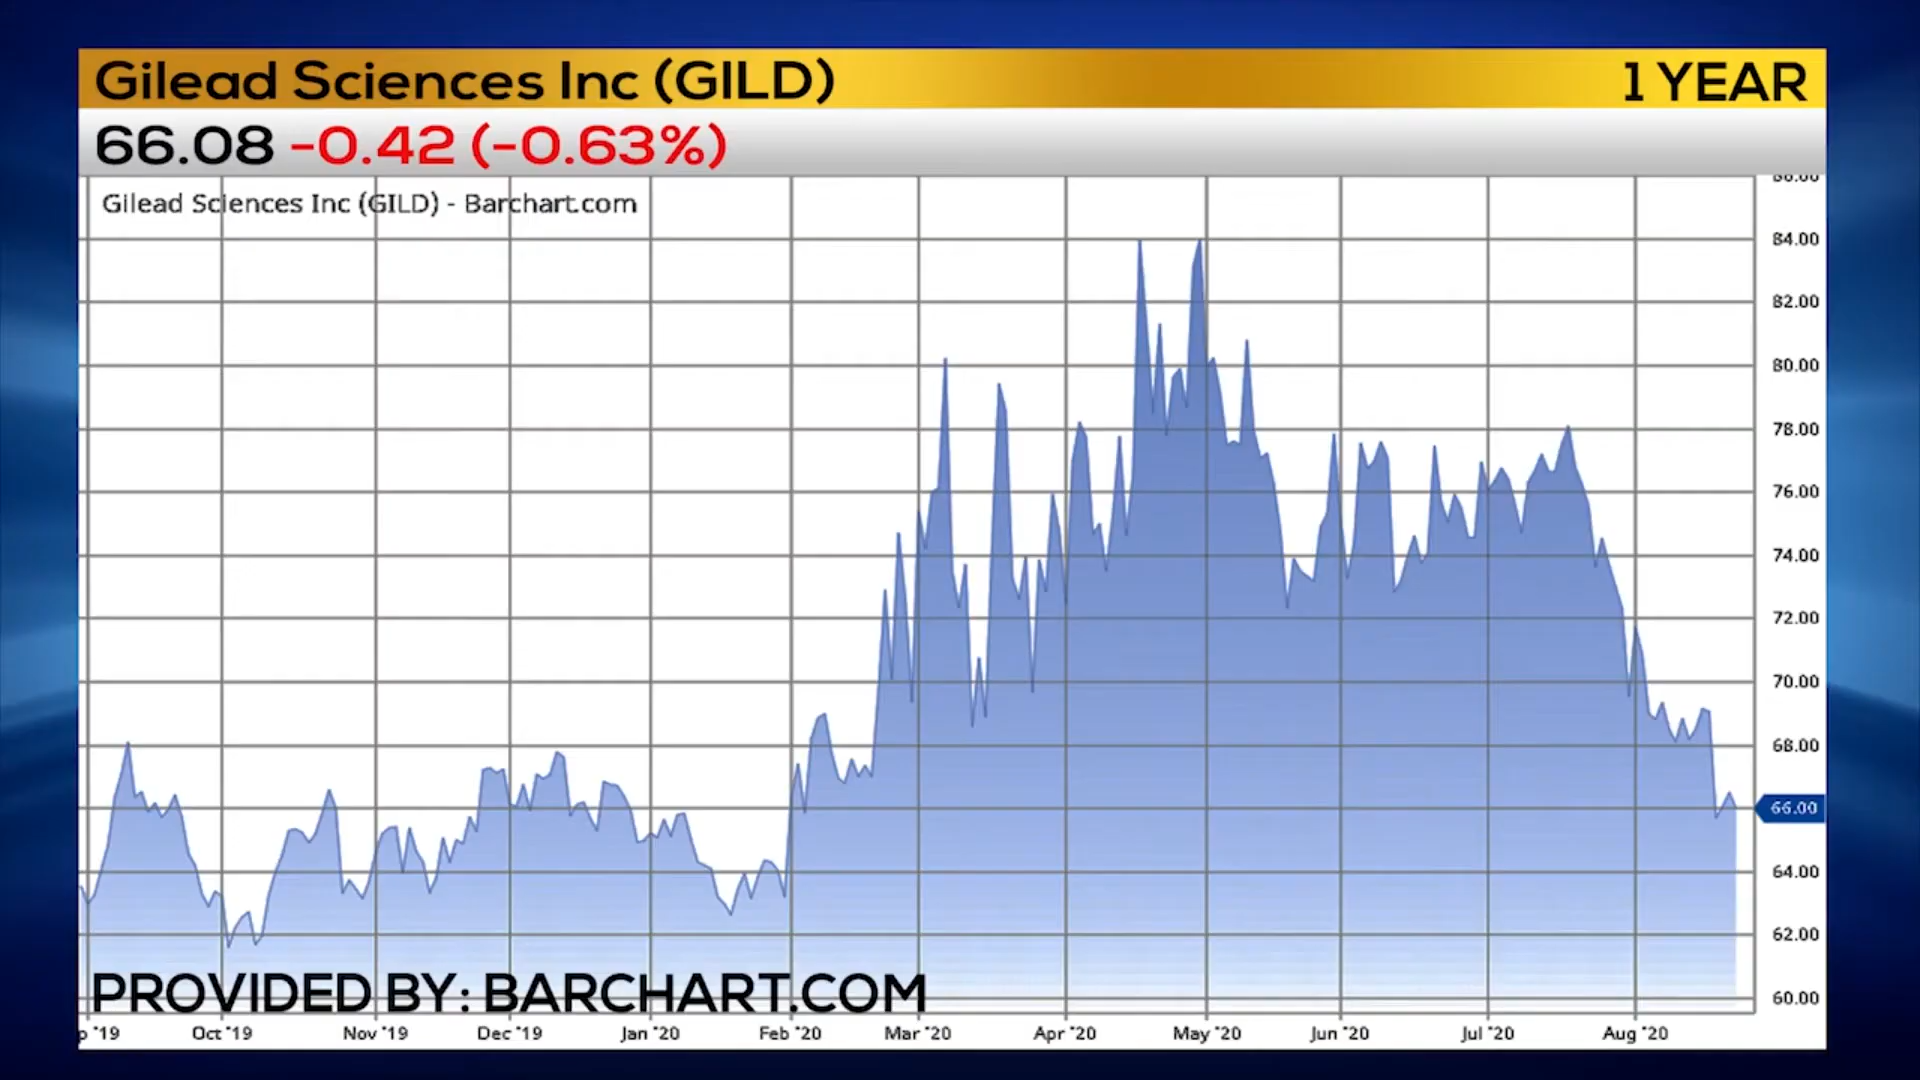 Gilead Sciences Inc (GILD) 1 YEAR
66.08 -0.42 (-0.63%)
Gilead Sciences Inc (GILD) - Barchart.com
86.00
84.00
82.00
80.00
78.00
76.00
74.00
72.00
70.00
68.00
66.00
64.00
62.00
60.00
PROVIDED BY: BARCHART.COM
p '19 Oct '19 Nov '19 Dec '19 Jan '20 Feb '20 Mar '20 Apr '20 May '20 Jun '20 Jul '20 Aug '20